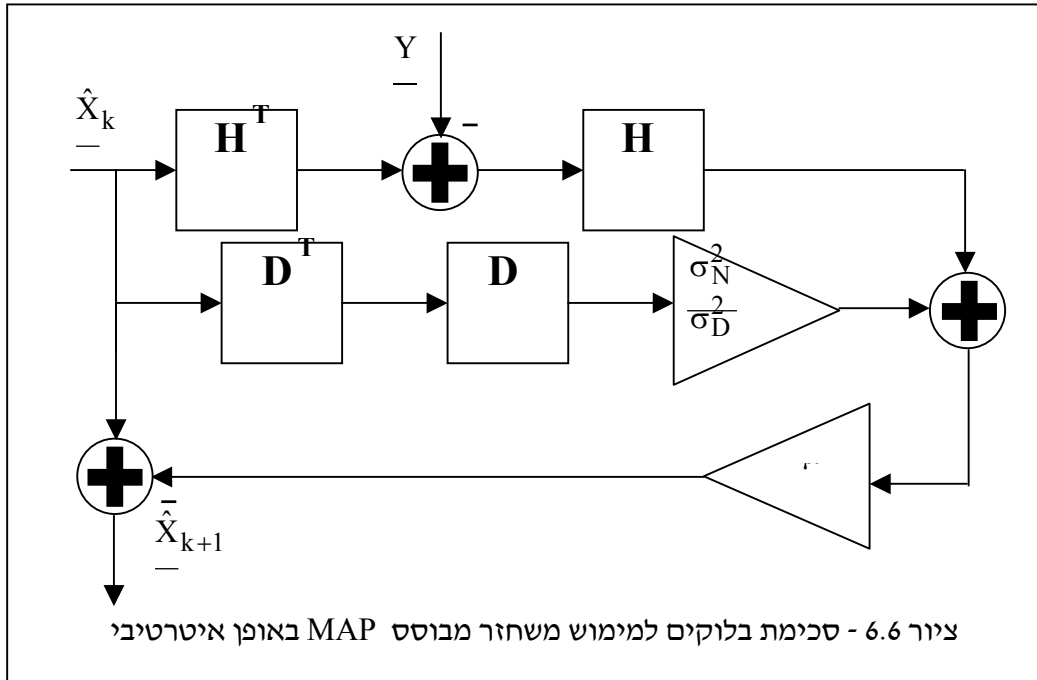 Y
X̂k
H^T
H
−
D^T
D
σ²N
σ²D
−
X̂k+1
ציור 6.6 - סכימת בלוקים למימוש משחזר מבוסס MAP באופן איטרטיבי